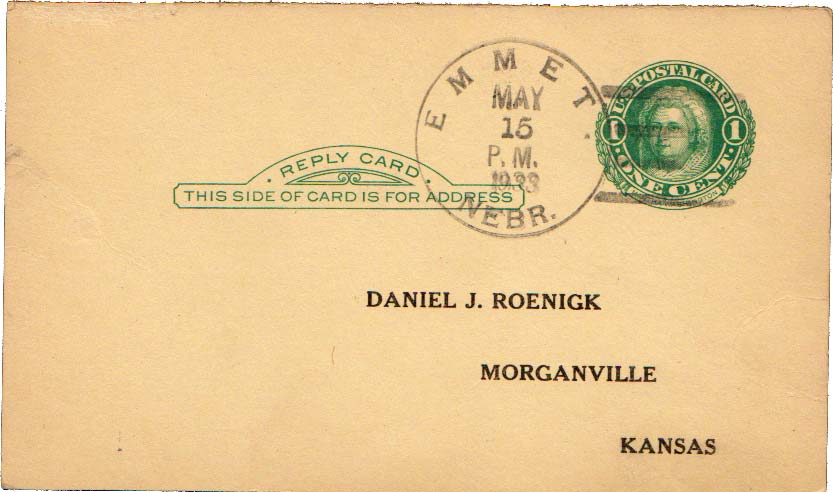 EMMET
MAY
15
P. M.
1933
NEBR.
U.S. POSTAL CARD
1 1
ONE CENT
REPLY CARD
THIS SIDE OF CARD IS FOR ADDRESS
DANIEL J. ROENIGK
MORGANVILLE
KANSAS